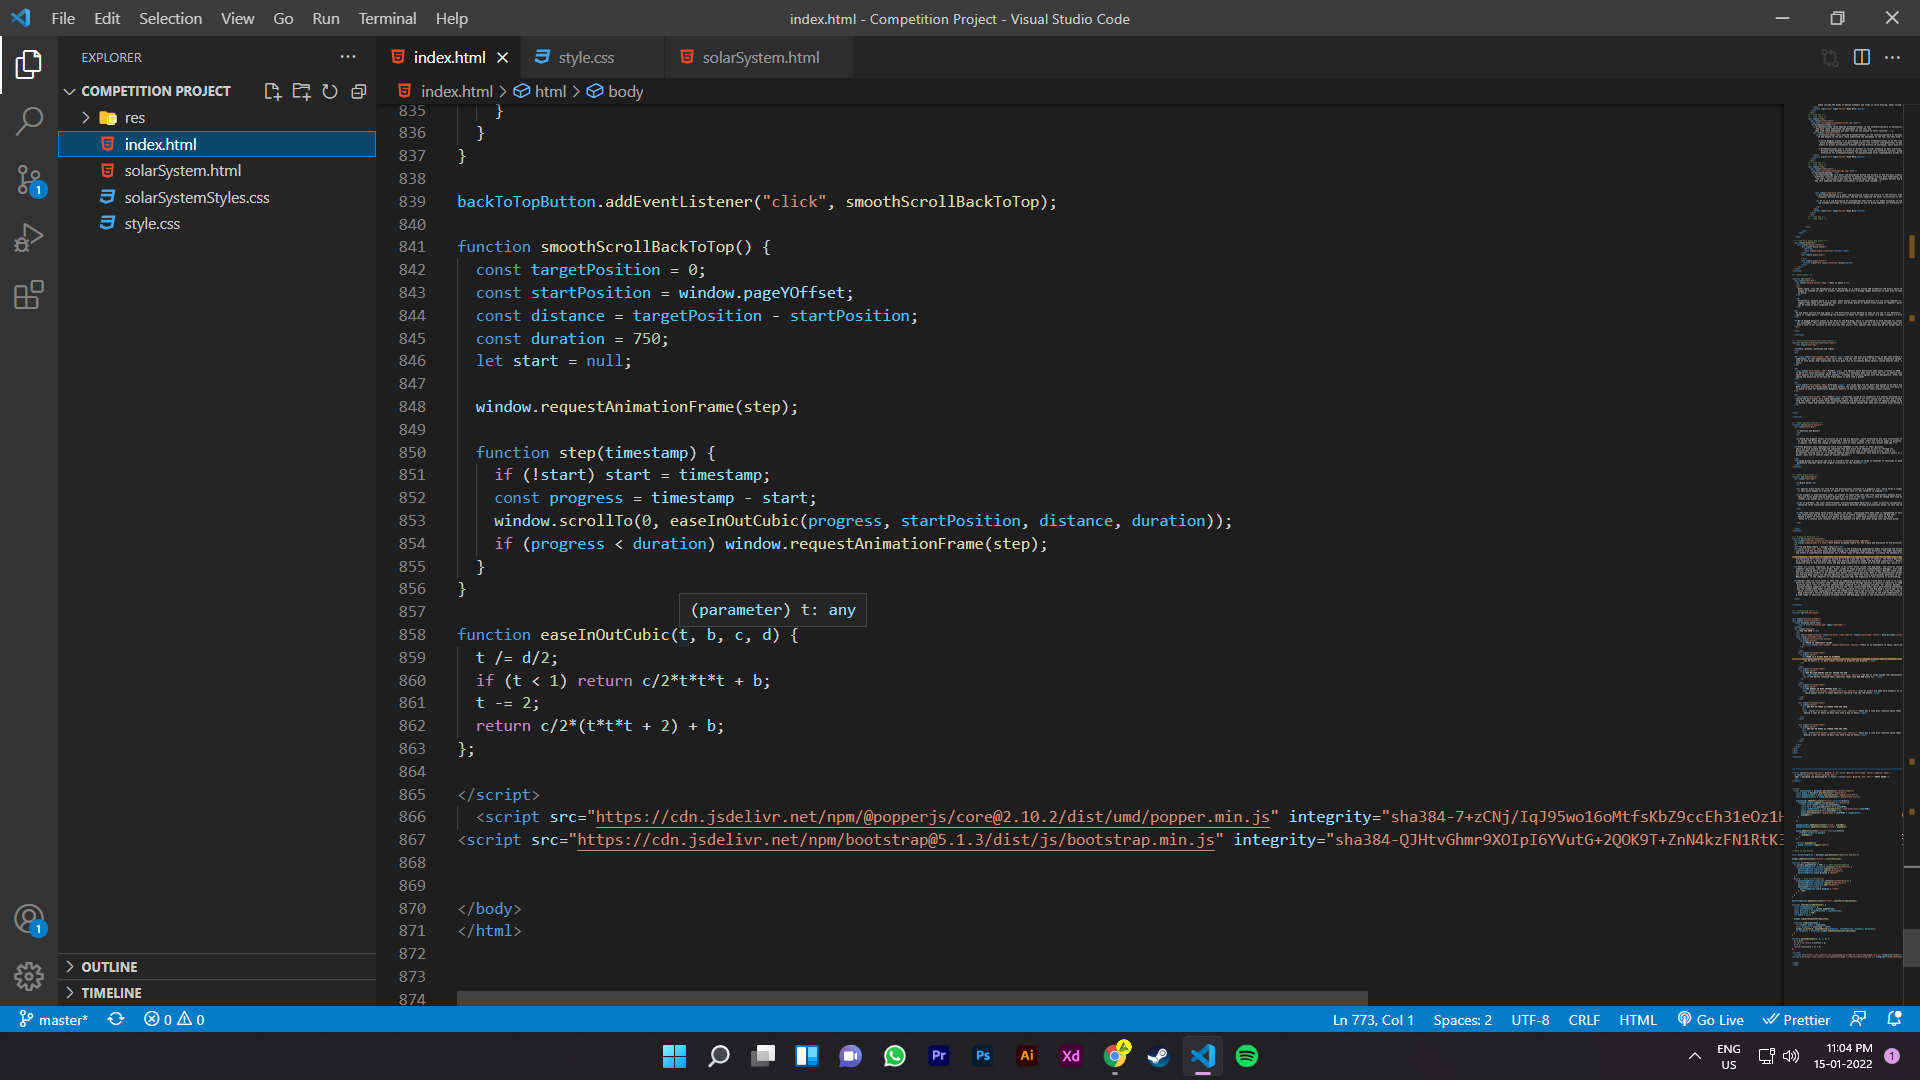 File Edit Selection View Go Run Terminal Help
index.html - Competition Project - Visual Studio Code
EXPLORER
COMPETITION PROJECT
res
index.html
solarSystem.html
solarSystemStyles.css
style.css
OUTLINE
TIMELINE
index.html style.css solarSystem.html
index.html > html > body
835 }
836 }
837 }
838
839 backToTopButton.addEventListener("click", smoothScrollBackToTop);
840
841 function smoothScrollBackToTop() {
842 const targetPosition = 0;
843 const startPosition = window.pageYOffset;
844 const distance = targetPosition - startPosition;
845 const duration = 750;
846 let start = null;
847
848 window.requestAnimationFrame(step);
849
850 function step(timestamp) {
851 if (!start) start = timestamp;
852 const progress = timestamp - start;
853 window.scrollTo(0, easeInOutCubic(progress, startPosition, distance, duration));
854 if (progress < duration) window.requestAnimationFrame(step);
855 }
856 }
857
(parameter) t: any
858 function easeInOutCubic(t, b, c, d) {
859 t /= d/2;
860 if (t < 1) return c/2*t*t*t + b;
861 t -= 2;
862 return c/2*(t*t*t + 2) + b;
863 };
864
865 </script>
866 <script src="https://cdn.jsdelivr.net/npm/@popperjs/core@2.10.2/dist/umd/popper.min.js" integrity="sha384-7+zCNj/IqJ95wo16oMtfsKbZ9ccEh31eOz1H
867 <script src="https://cdn.jsdelivr.net/npm/bootstrap@5.1.3/dist/js/bootstrap.min.js" integrity="sha384-QJHtvGhmr9XOIpI6YVutG+2QOK9T+ZnN4kzFN1RtK3
868
869
870 </body>
871 </html>
872
873
874
master* 0 0
Ln 773, Col 1 Spaces: 2 UTF-8 CRLF HTML Go Live Prettier
Pr Ps Ai Xd
ENG
US
11:04 PM
15-01-2022
1